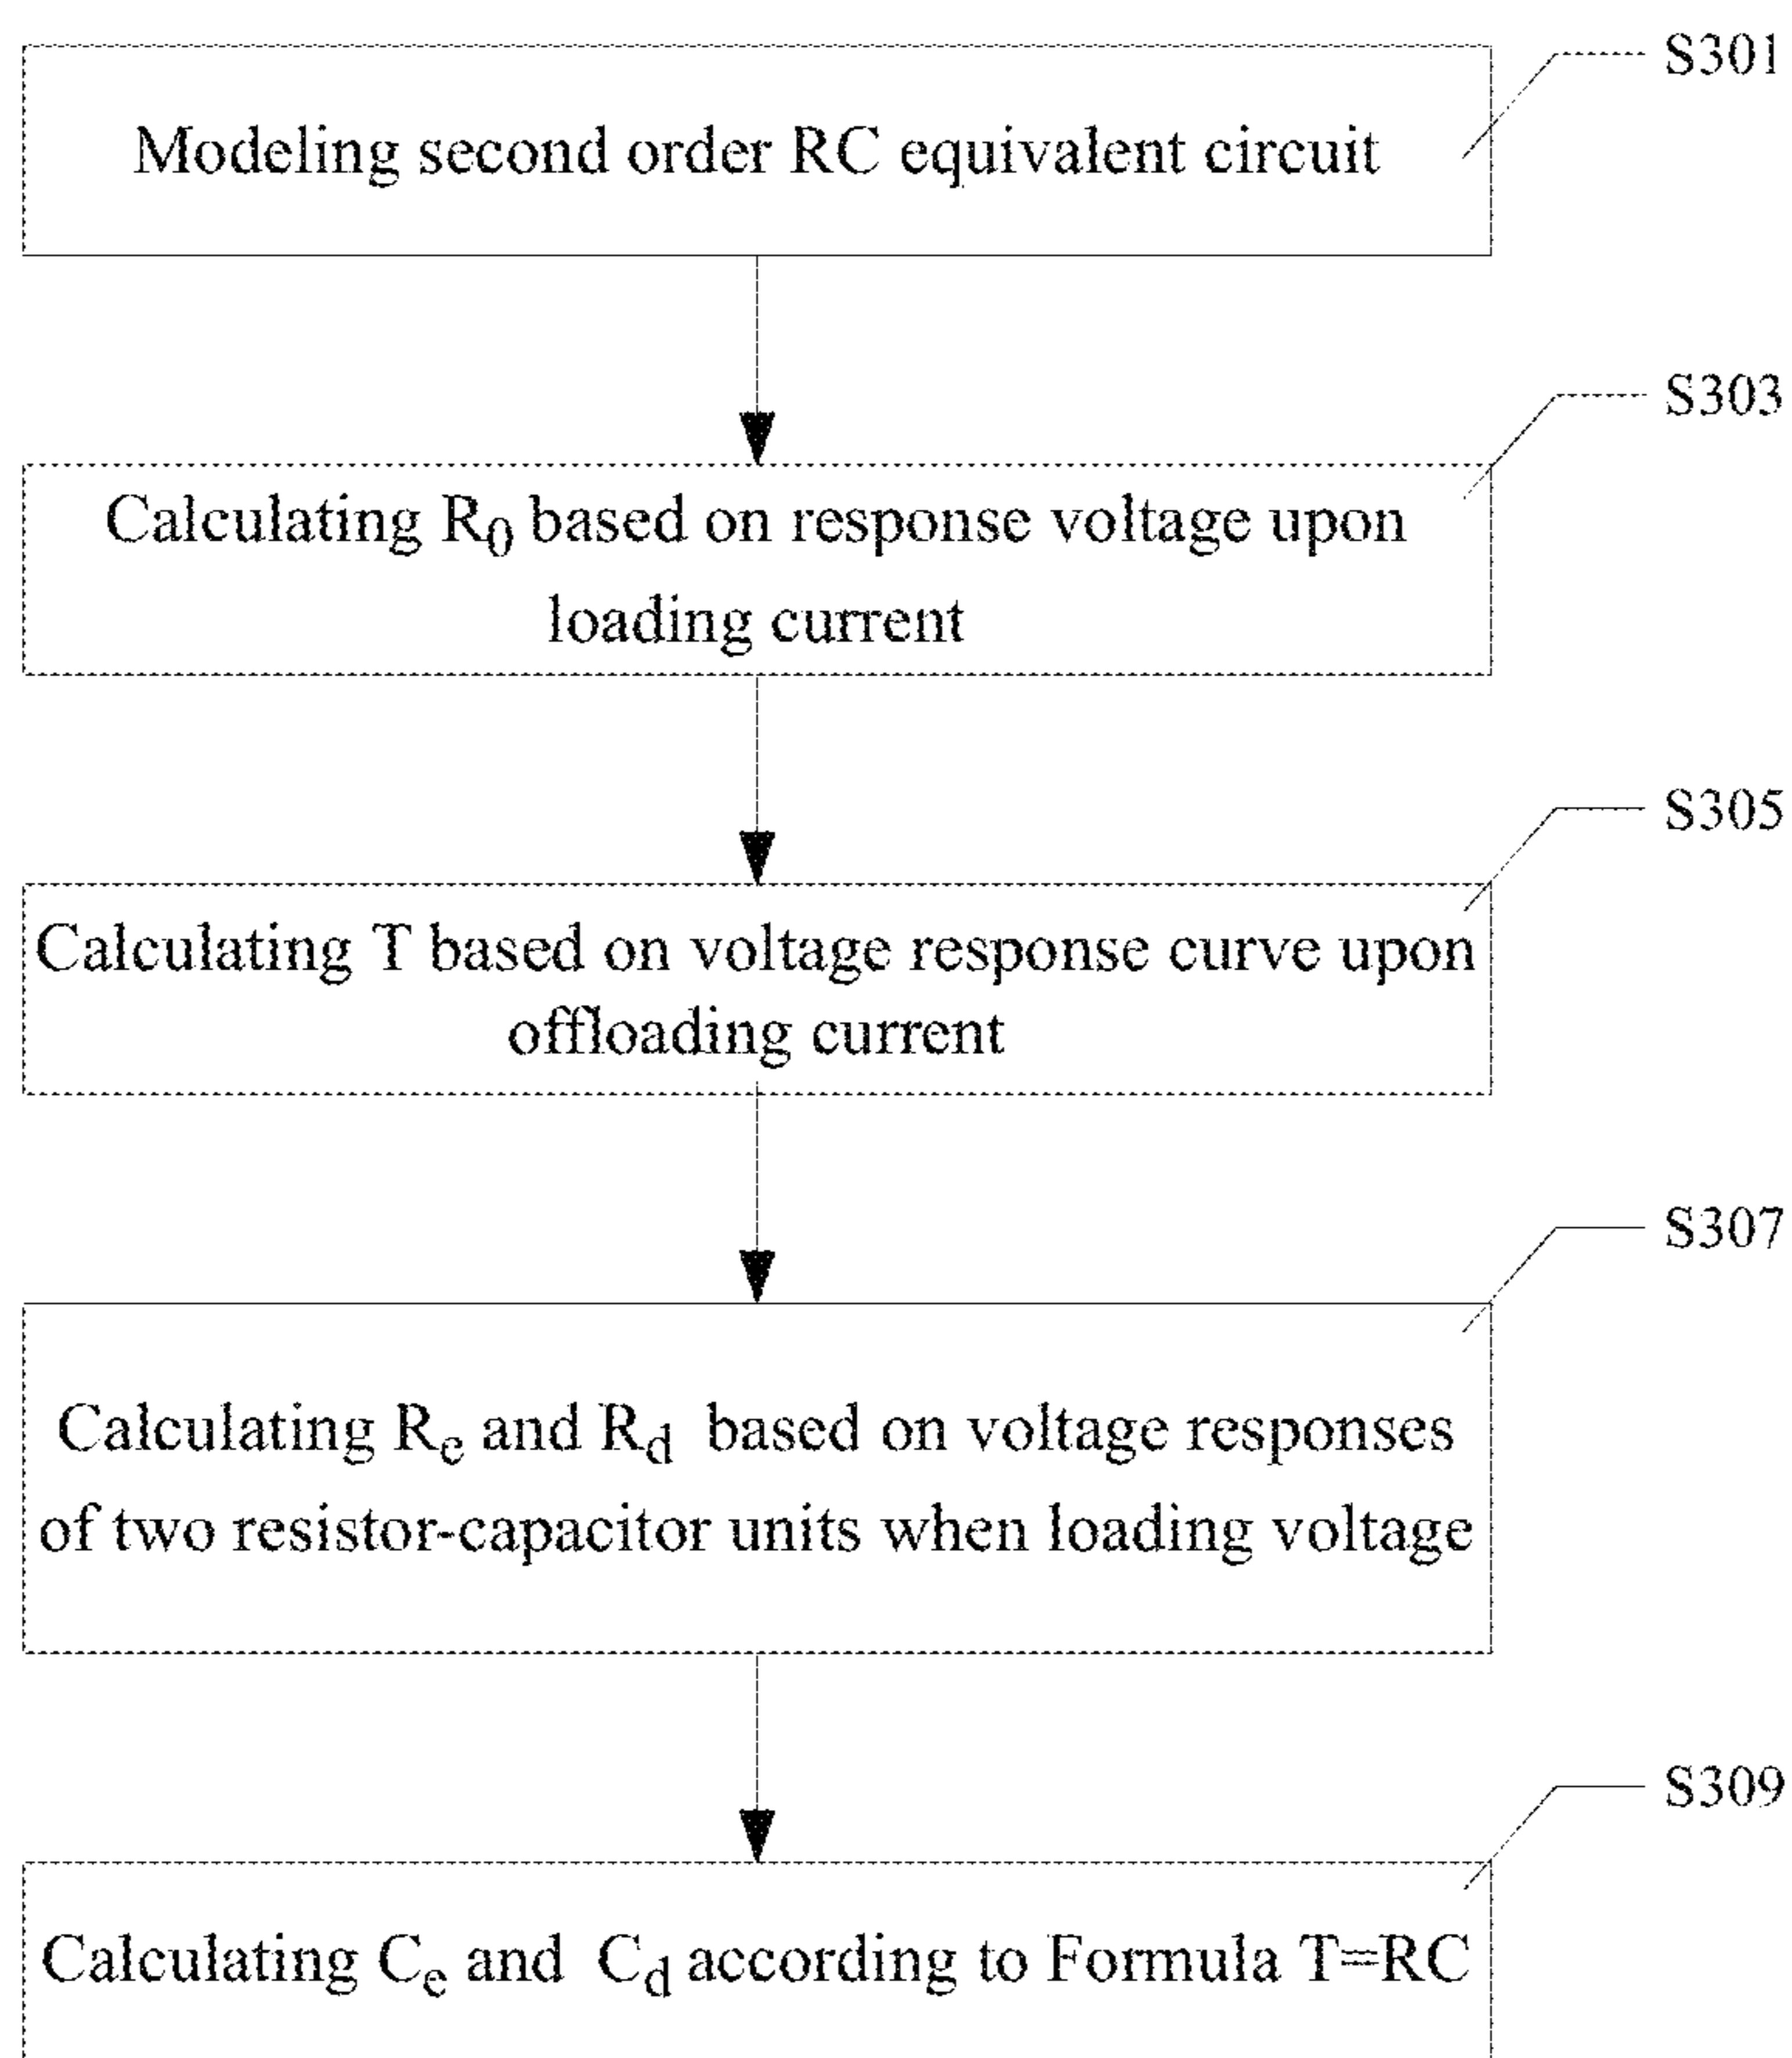 S301
Modeling second order RC equivalent circuit
S303
Calculating R₀ based on response voltage upon
loading current
S305
Calculating T based on voltage response curve upon
offloading current
S307
Calculating Rₑ and R_d based on voltage responses
of two resistor-capacitor units when loading voltage
S309
Calculating Cₑ and C_d according to Formula T=RC